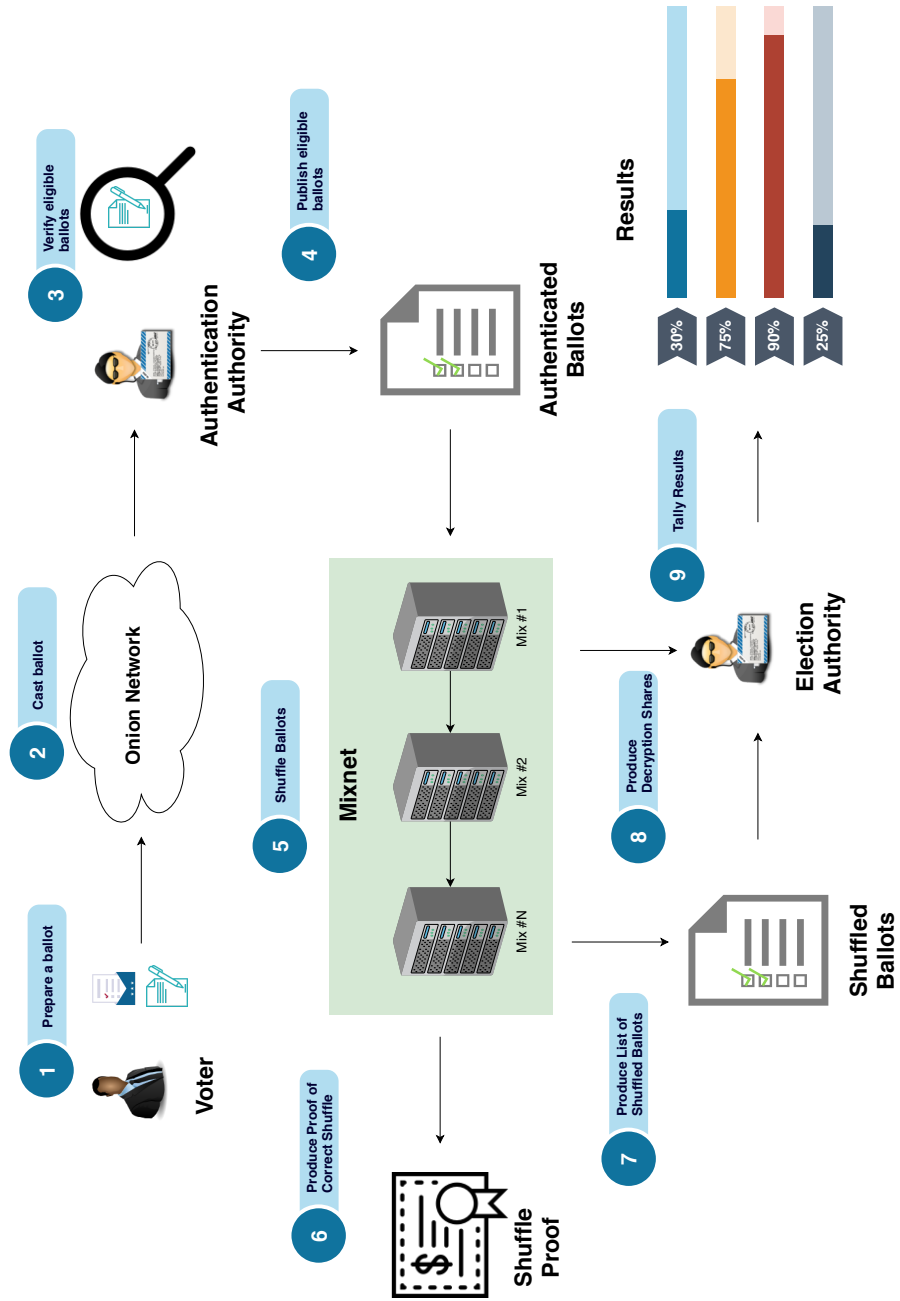 1
Prepare a ballot
Voter
2
Cast ballot
Onion Network
3
Verify eligible
ballots
Authentication
Authority
4
Publish eligible
ballots
Authenticated
Ballots
5
Shuffle Ballots
Mixnet
Mix #1
Mix #2
Mix #N
6
Produce Proof of
Correct Shuffle
$
Shuffle
Proof
7
Produce List of
Shuffled Ballots
Shuffled
Ballots
8
Produce
Decryption Shares
Election
Authority
9
Tally Results
Results
30%
75%
90%
25%